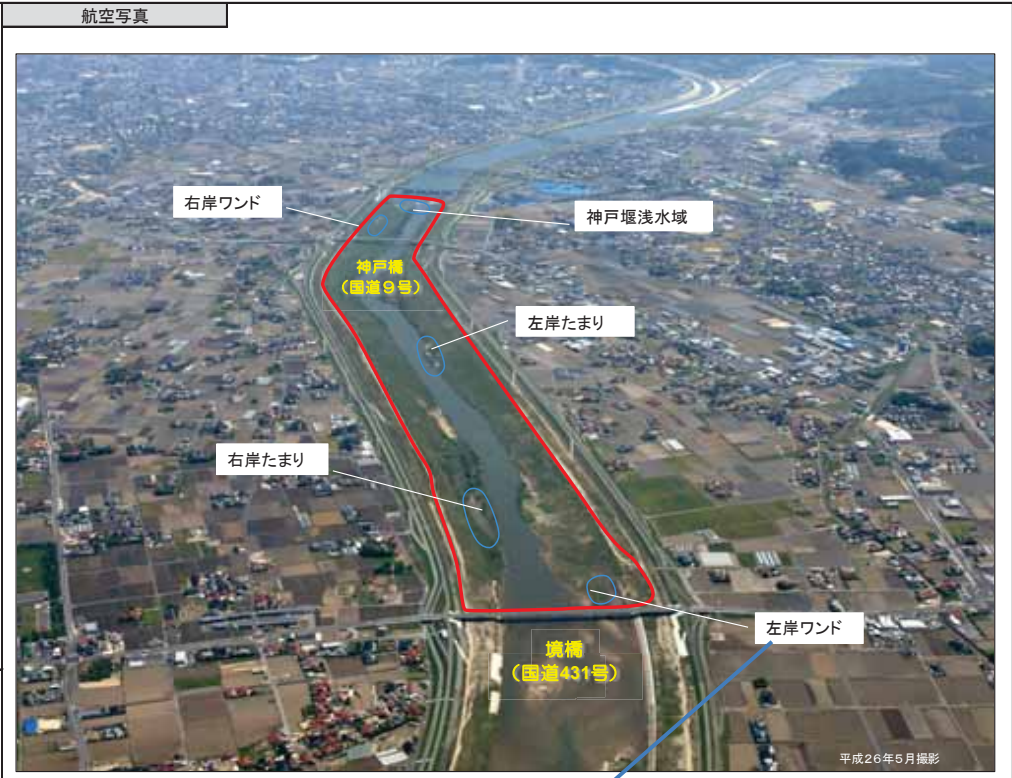 航空写真
右岸ワンド
神戸堰浅水域
神戸橋
（国道９号）
左岸たまり
右岸たまり
左岸ワンド
境橋
（国道431号）
平成２６年５月撮影